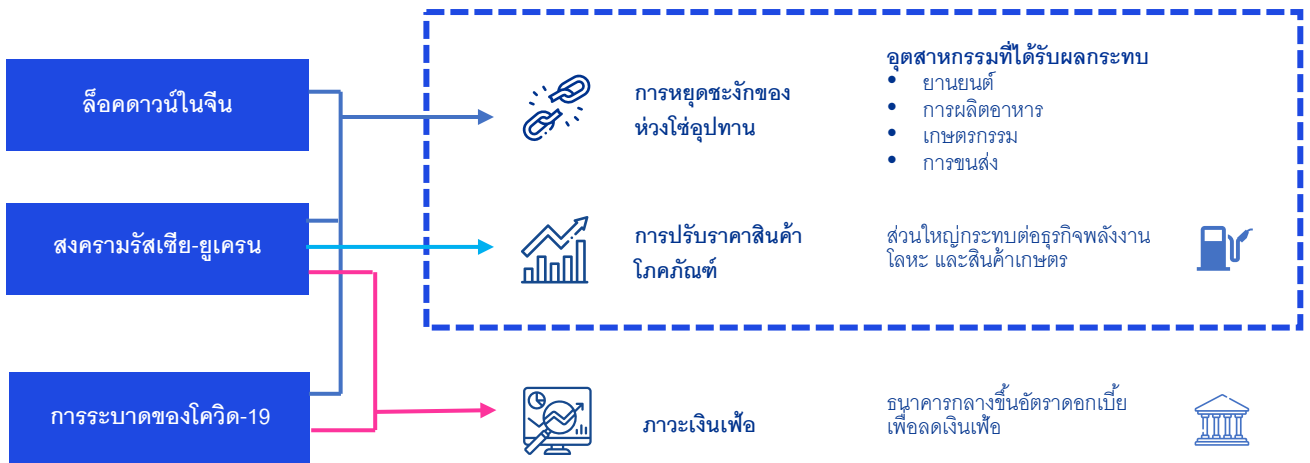 ล็อคดาวน์ในจีน
สงครามรัสเซีย-ยูเครน
การระบาดของโควิด-19
การหยุดชะงักของ
ห่วงโซ่อุปทาน
อุตสาหกรรมที่ได้รับผลกระทบ
• ยานยนต์
• การผลิตอาหาร
• เกษตรกรรม
• การขนส่ง
การปรับราคาสินค้า
โภคภัณฑ์
ส่วนใหญ่กระทบต่อธุรกิจพลังงาน
โลหะ และสินค้าเกษตร
ภาวะเงินเฟ้อ
ธนาคารกลางขึ้นอัตราดอกเบี้ย
เพื่อลดเงินเฟ้อ